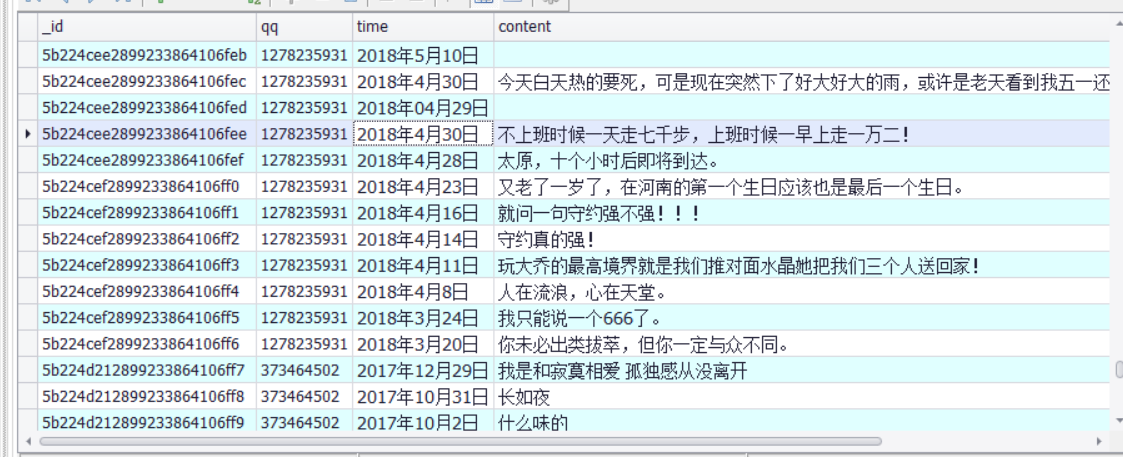 _id qq time content
5b224cee2899233864106feb 1278235931 2018年5月10日
5b224cee2899233864106fec 1278235931 2018年4月30日 今天白天热的要死，可是现在突然下了好大好大的雨，或许是老天看到我五一还
5b224cee2899233864106fed 1278235931 2018年04月29日
5b224cee2899233864106fee 1278235931 2018年4月30日 不上班时候一天走七千步，上班时候一早上走一万二！
5b224cee2899233864106fef 1278235931 2018年4月28日 太原，十个小时后即将到达。
5b224cef2899233864106ff0 1278235931 2018年4月23日 又老了一岁了，在河南的第一个生日应该也是最后一个生日。
5b224cef2899233864106ff1 1278235931 2018年4月16日 就问一句守约强不强！！！
5b224cef2899233864106ff2 1278235931 2018年4月14日 守约真的强！
5b224cef2899233864106ff3 1278235931 2018年4月11日 玩大乔的最高境界就是我们推对面水晶她把我们三个人送回家！
5b224cef2899233864106ff4 1278235931 2018年4月8日 人在流浪，心在天堂。
5b224cef2899233864106ff5 1278235931 2018年3月24日 我只能说一个666了。
5b224cef2899233864106ff6 1278235931 2018年3月20日 你未必出类拔萃，但你一定与众不同。
5b224d212899233864106ff7 373464502 2017年12月29日 我是和寂寞相爱 孤独感从没离开
5b224d212899233864106ff8 373464502 2017年10月31日 长如夜
5b224d212899233864106ff9 373464502 2017年10月2日 什么味的